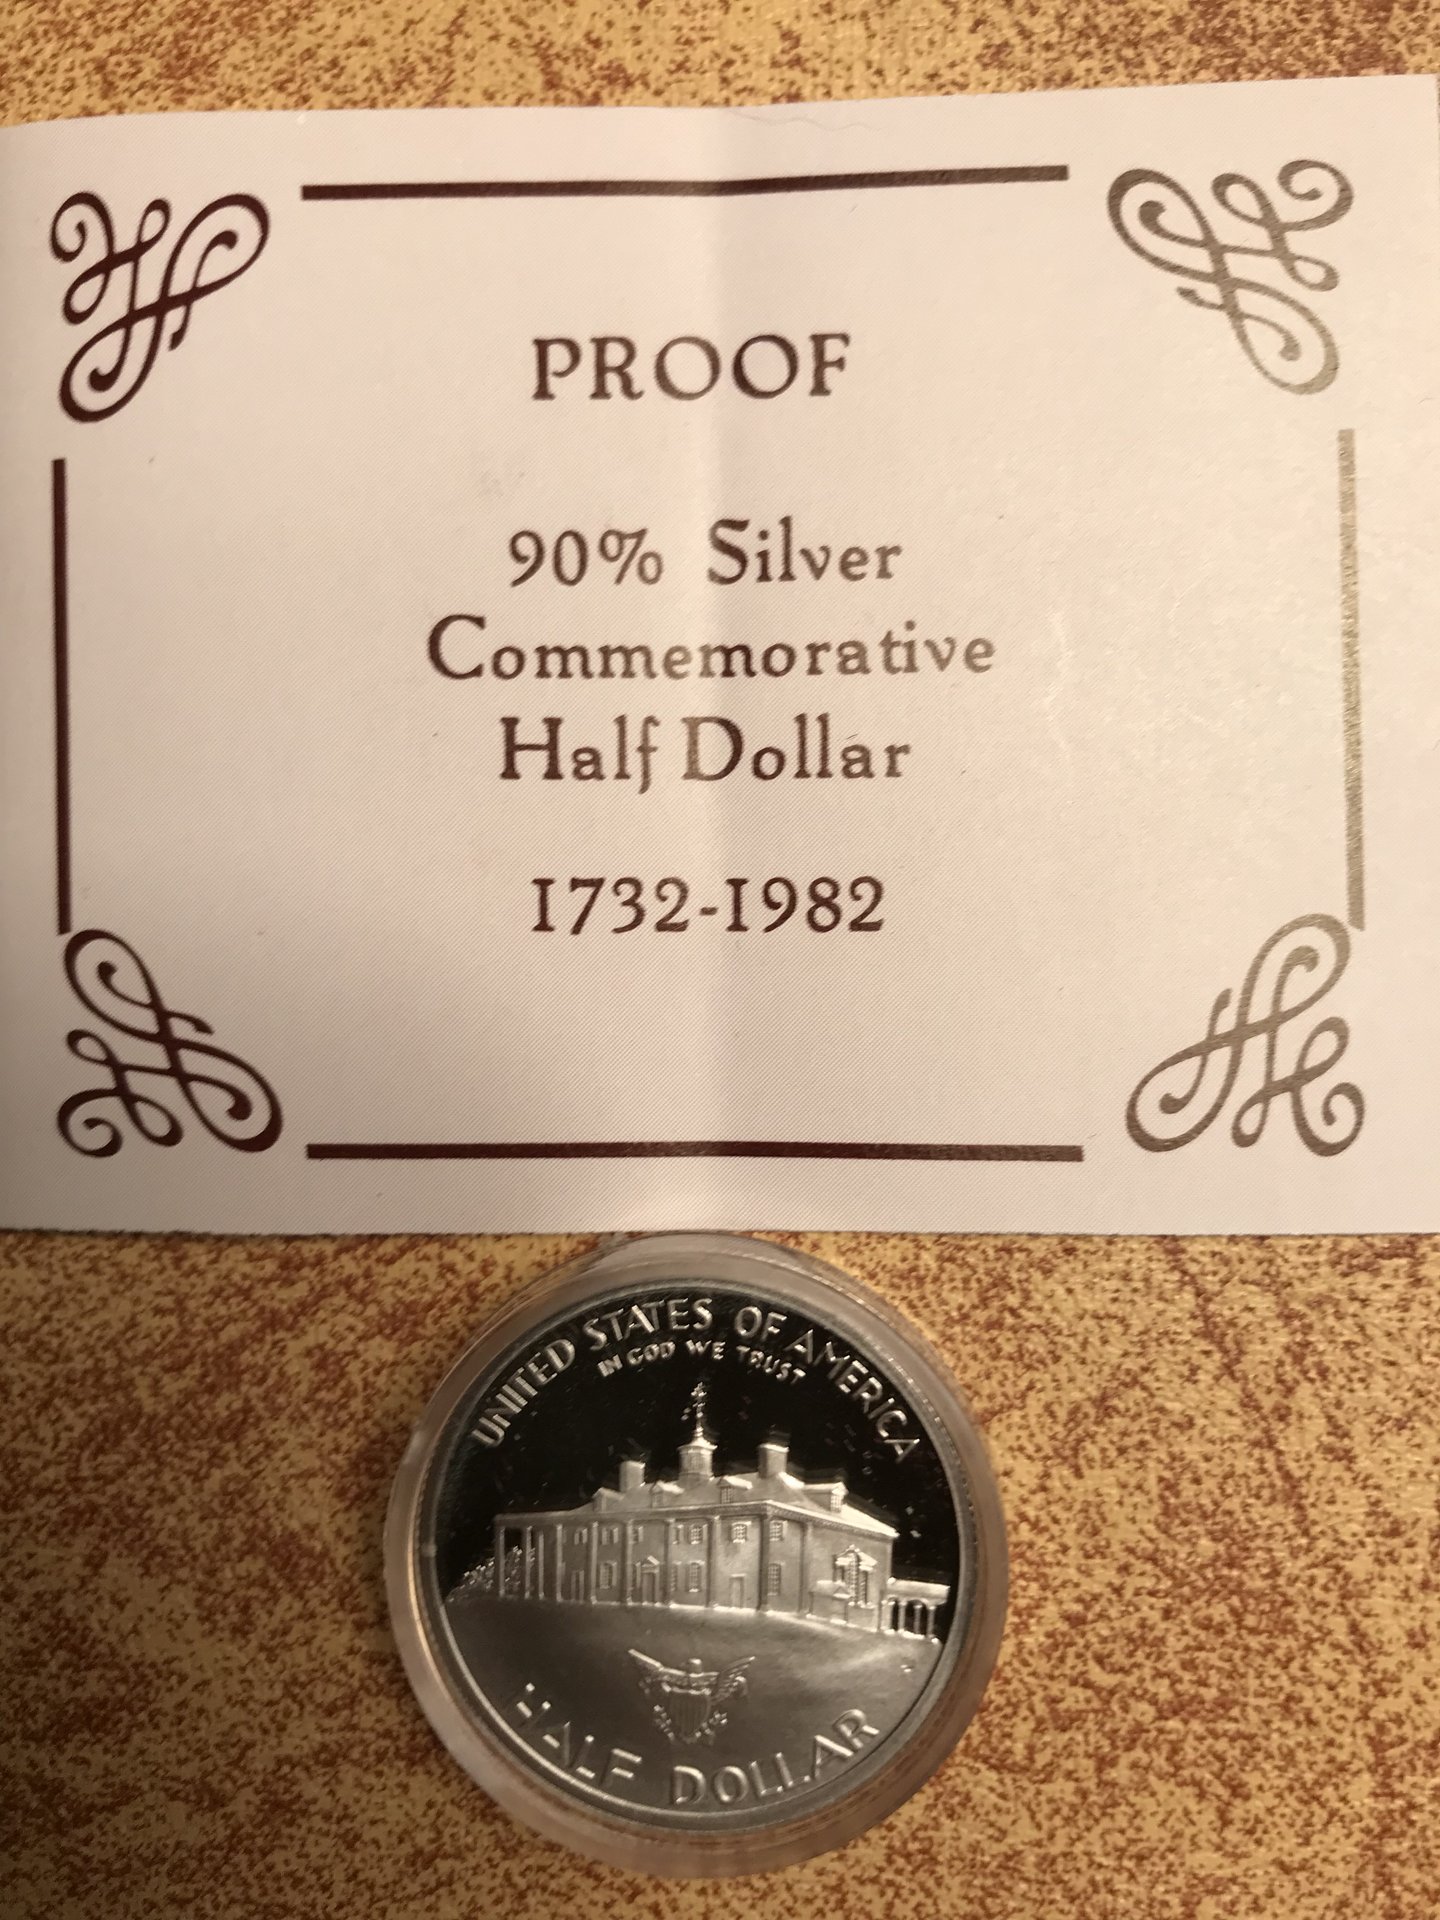 PROOF
90% Silver
Commemorative
Half Dollar
1732-1982
UNITED STATES OF AMERICA
IN GOD WE TRUST
HALF DOLLAR